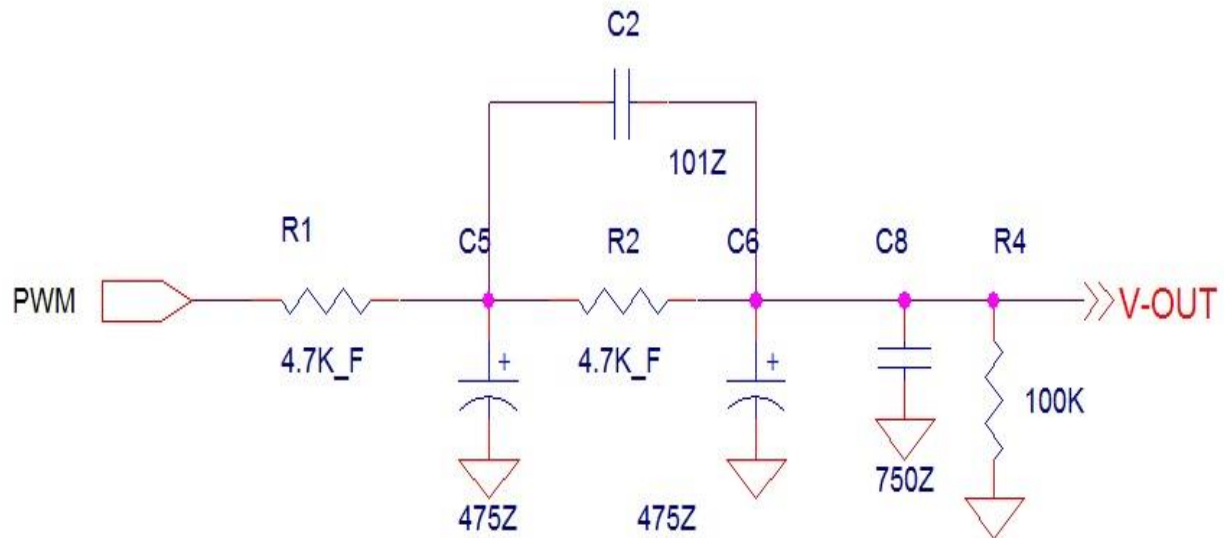 C2
101Z
R1
C5
R2
C6
C8
R4
PWM
V-OUT
4.7K_F
4.7K_F
100K
750Z
475Z
475Z